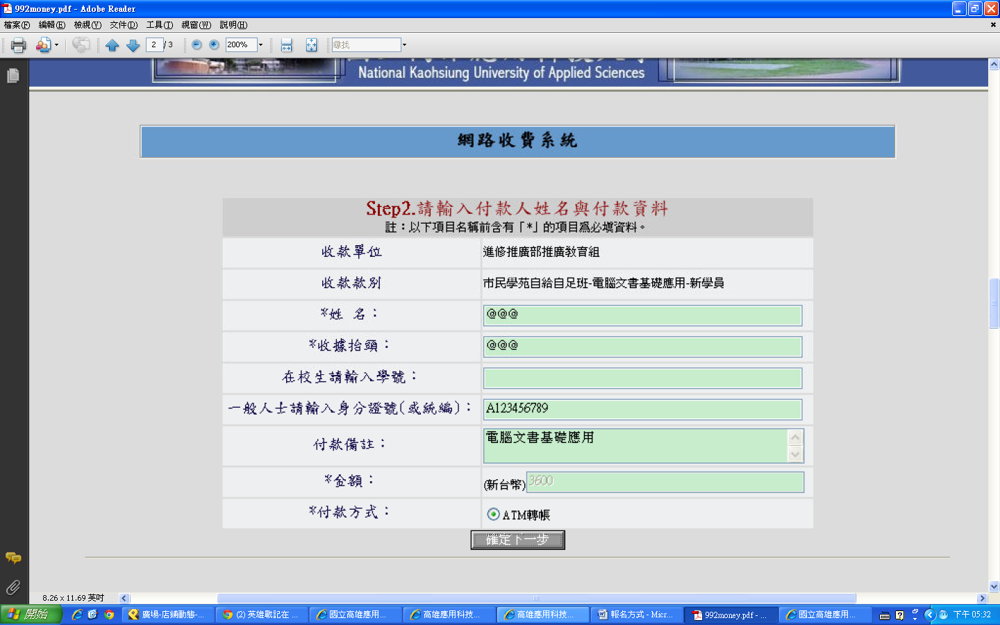 992money.pdf - Adobe Reader
檔案(F) 編輯(E) 檢視(V) 文件(D) 工具(T) 視窗(W) 說明(H)
2 / 3 200% 尋找
National Kaohsiung University of Applied Sciences
網路收費系統
Step2.請輸入付款人姓名與付款資料
註：以下項目名稱前含有「*」的項目為必填資料。
收款單位 進修推廣部推廣教育組
收款款別 市民學苑自給自足班-電腦文書基礎應用-新學員
*姓 名： @@@
*收據抬頭： @@@
在校生請輸入學號：
一般人士請輸入身分證號(或統編)： A123456789
付款備註： 電腦文書基礎應用
*金額： (新台幣) 3600
*付款方式： ATM轉帳
確定下一步
8.26 x 11.69 英吋
開始 廣場-店鋪動態-... (2) 英雄戰記在 ... 國立高雄應用... 高雄應用科技... 高雄應用科技... 報名方式 - Micr... 992money.pdf - ... 國立高雄應用... 下午 05:32